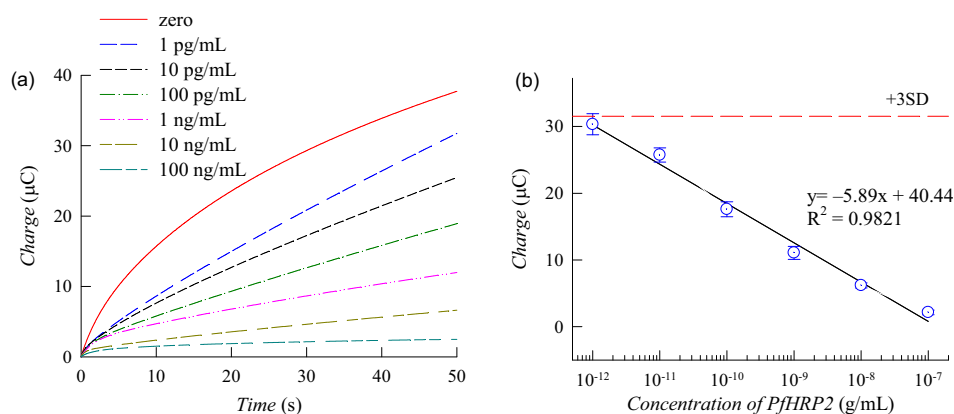 (a)
zero
1 pg/mL
10 pg/mL
100 pg/mL
1 ng/mL
10 ng/mL
100 ng/mL
40
30
20
10
0
Charge (μC)
0 10 20 30 40 50
Time (s)
(b)
+3SD
y= –5.89x + 40.44
R² = 0.9821
30
20
10
0
Charge (μC)
10⁻¹² 10⁻¹¹ 10⁻¹⁰ 10⁻⁹ 10⁻⁸ 10⁻⁷
Concentration of PfHRP2 (g/mL)